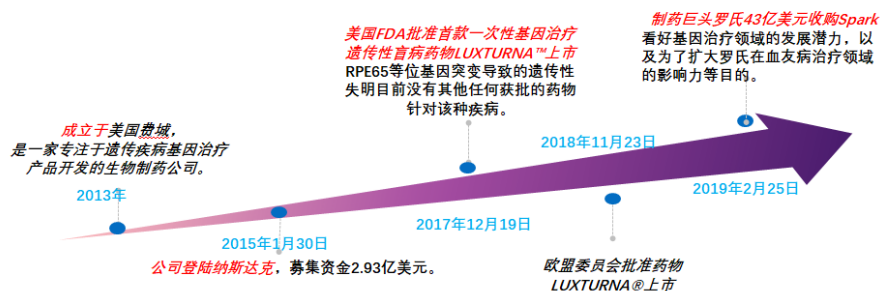 成立于美国费城，
是一家专注于遗传疾病基因治疗
产品开发的生物制药公司。
2013年
2015年1月30日
公司登陆纳斯达克，募集资金2.93亿美元。
美国FDA批准首款一次性基因治疗
遗传性盲病药物LUXTURNA™上市
RPE65等位基因突变导致的遗传性
失明目前没有其他任何获批的药物
针对该种疾病。
2017年12月19日
2018年11月23日
欧盟委员会批准药物
LUXTURNA®上市
制药巨头罗氏43亿美元收购Spark
看好基因治疗领域的发展潜力，以
及为了扩大罗氏在血友病治疗领域
的影响力等目的。
2019年2月25日